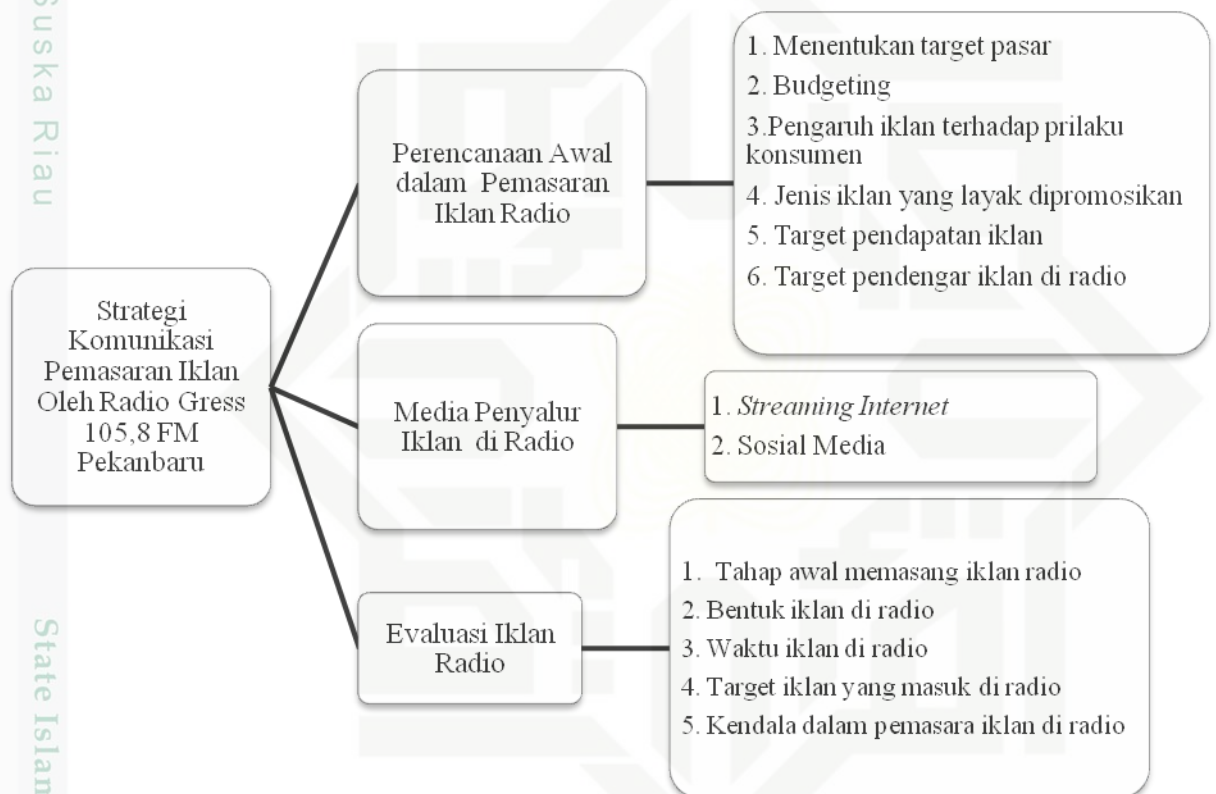 Suska Riau
State Islam
Strategi
Komunikasi
Pemasaran Iklan
Oleh Radio Gress
105,8 FM
Pekanbaru
Perencanaan Awal
dalam Pemasaran
Iklan Radio
1. Menentukan target pasar
2. Budgeting
3.Pengaruh iklan terhadap prilaku
konsumen
4. Jenis iklan yang layak dipromosikan
5. Target pendapatan iklan
6. Target pendengar iklan di radio
Media Penyalur
Iklan di Radio
1. Streaming Internet
2. Sosial Media
Evaluasi Iklan
Radio
1. Tahap awal memasang iklan radio
2. Bentuk iklan di radio
3. Waktu iklan di radio
4. Target iklan yang masuk di radio
5. Kendala dalam pemasara iklan di radio